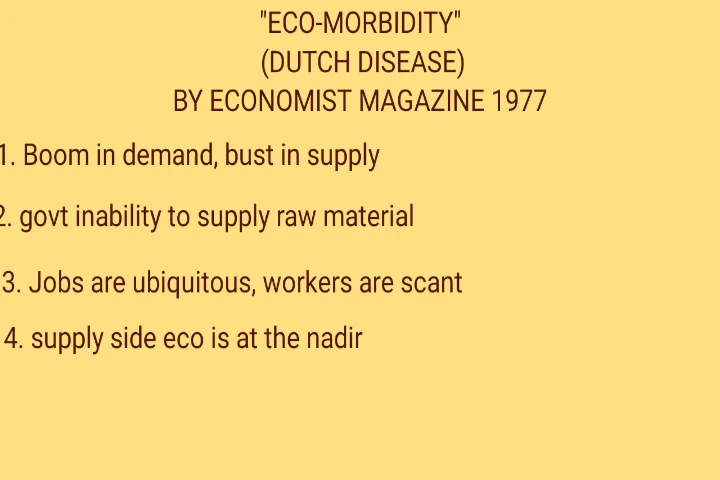 "ECO-MORBIDITY"
(DUTCH DISEASE)
BY ECONOMIST MAGAZINE 1977
1. Boom in demand, bust in supply
2. govt inability to supply raw material
3. Jobs are ubiquitous, workers are scant
4. supply side eco is at the nadir